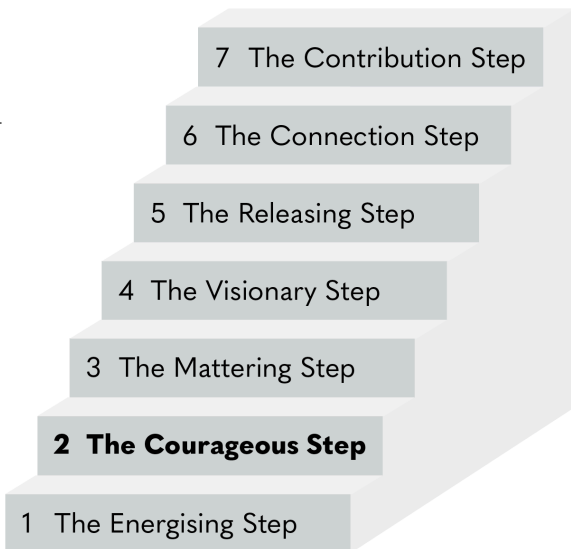 7 The Contribution Step
6 The Connection Step
5 The Releasing Step
4 The Visionary Step
3 The Mattering Step
2 The Courageous Step
1 The Energising Step